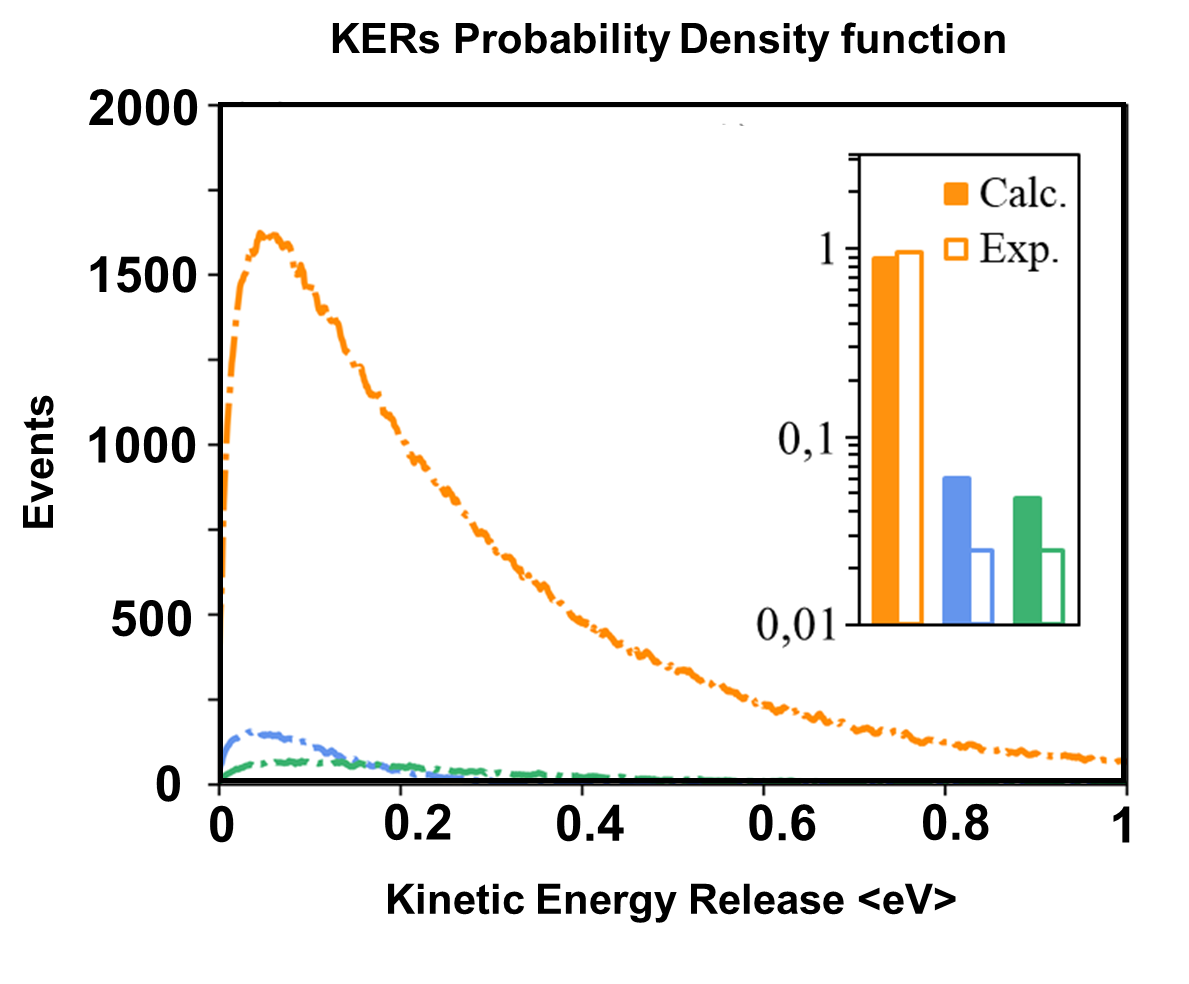 KERs Probability Density function
2000
1500
1000
500
0
Events
0
0.2
0.4
0.6
0.8
1
Kinetic Energy Release <eV>
Calc.
Exp.
1
0,1
0,01